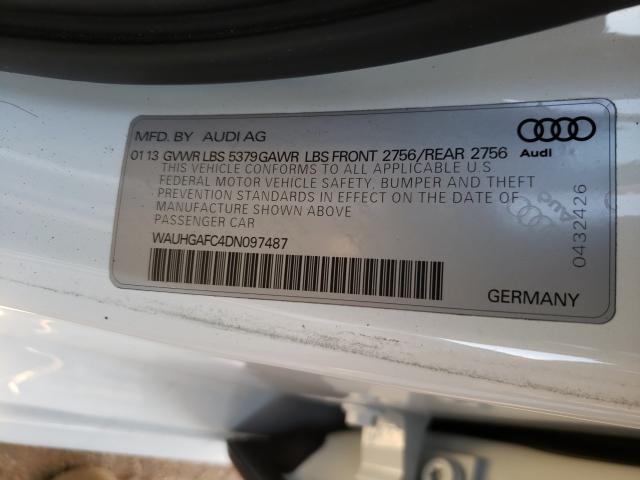 MFD. BY AUDI AG
01 13 GVWR LBS 5379 GAWR LBS FRONT 2756/REAR 2756
THIS VEHICLE CONFORMS TO ALL APPLICABLE U.S
FEDERAL MOTOR VEHICLE SAFETY, BUMPER AND THEFT
PREVENTION STANDARDS IN EFFECT ON THE DATE OF
MANUFACTURE SHOWN ABOVE
PASSENGER CAR
WAUHGAFC4DN097487
Audi
0432426
GERMANY